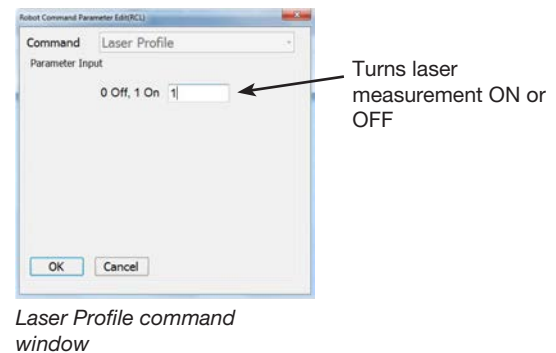 Robot Command Parameter Edit(RCL)
Command Laser Profile
Parameter Input
0 Off, 1 On 1
Turns laser
measurement ON or
OFF
OK Cancel
Laser Profile command
window